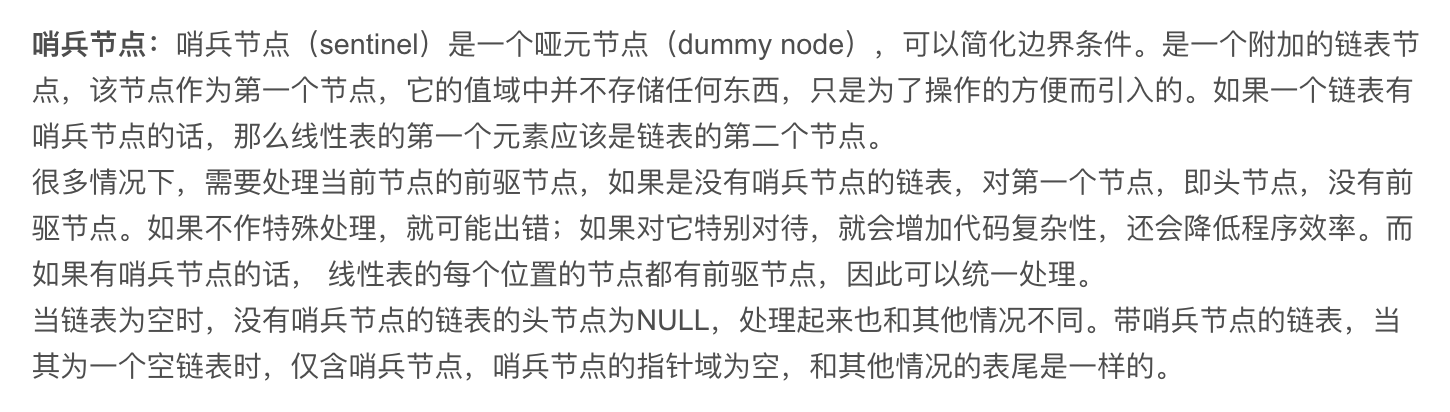 哨兵节点：哨兵节点（sentinel）是一个哑元节点（dummy node），可以简化边界条件。是一个附加的链表节
点，该节点作为第一个节点，它的值域中并不存储任何东西，只是为了操作的方便而引入的。如果一个链表有
哨兵节点的话，那么线性表的第一个元素应该是链表的第二个节点。
很多情况下，需要处理当前节点的前驱节点，如果是没有哨兵节点的链表，对第一个节点，即头节点，没有前
驱节点。如果不作特殊处理，就可能出错；如果对它特别对待，就会增加代码复杂性，还会降低程序效率。而
如果有哨兵节点的话， 线性表的每个位置的节点都有前驱节点，因此可以统一处理。
当链表为空时，没有哨兵节点的链表的头节点为NULL，处理起来也和其他情况不同。带哨兵节点的链表，当
其为一个空链表时，仅含哨兵节点，哨兵节点的指针域为空，和其他情况的表尾是一样的。